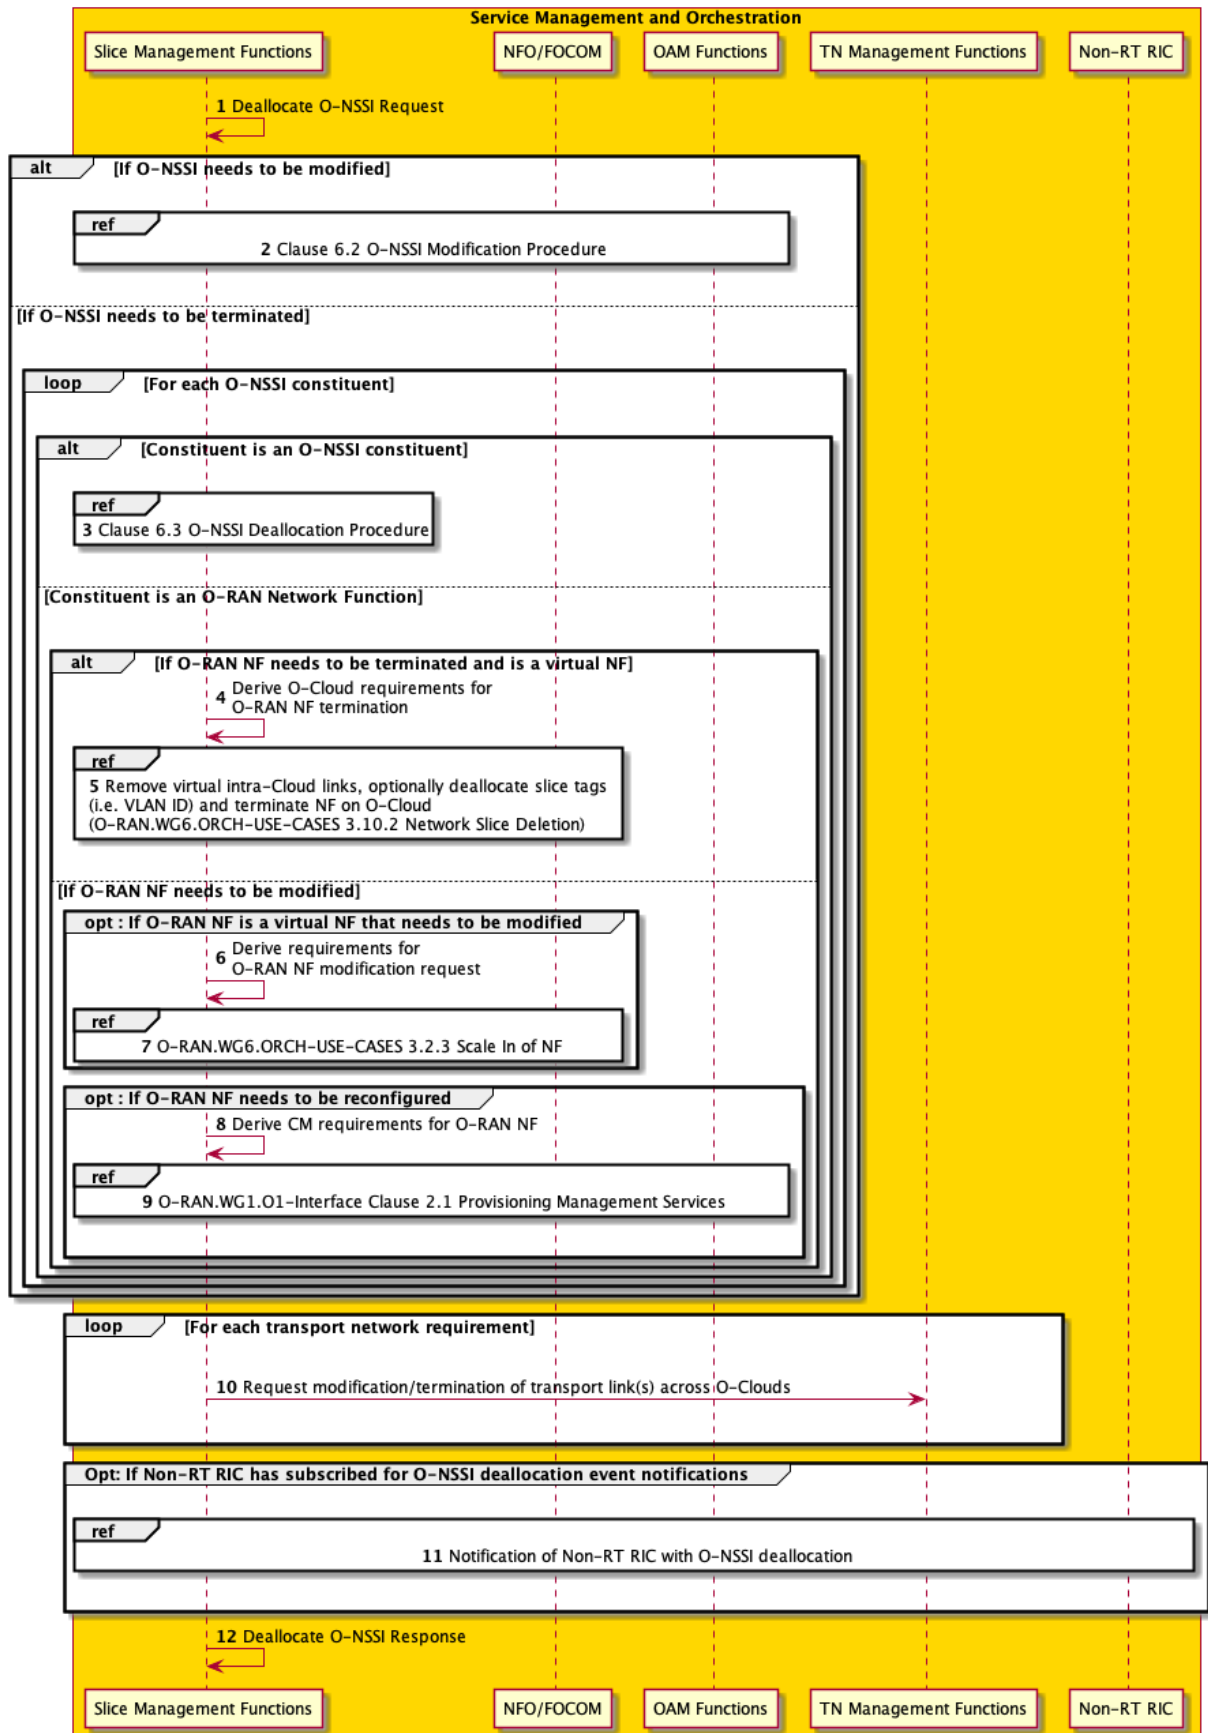 Service Management and Orchestration
Slice Management Functions
NFO/FOCOM
OAM Functions
TN Management Functions
Non-RT RIC
1 Deallocate O-NSSI Request
alt [If O-NSSI needs to be modified]
ref
2 Clause 6.2 O-NSSI Modification Procedure
[If O-NSSI needs to be terminated]
loop [For each O-NSSI constituent]
alt [Constituent is an O-NSSI constituent]
ref
3 Clause 6.3 O-NSSI Deallocation Procedure
[Constituent is an O-RAN Network Function]
alt [If O-RAN NF needs to be terminated and is a virtual NF]
4 Derive O-Cloud requirements for
O-RAN NF termination
ref
5 Remove virtual intra-Cloud links, optionally deallocate slice tags
(i.e. VLAN ID) and terminate NF on O-Cloud
(O-RAN.WG6.ORCH-USE-CASES 3.10.2 Network Slice Deletion)
[If O-RAN NF needs to be modified]
opt : If O-RAN NF is a virtual NF that needs to be modified
6 Derive requirements for
O-RAN NF modification request
ref
7 O-RAN.WG6.ORCH-USE-CASES 3.2.3 Scale In of NF
opt : If O-RAN NF needs to be reconfigured
8 Derive CM requirements for O-RAN NF
ref
9 O-RAN.WG1.O1-Interface Clause 2.1 Provisioning Management Services
loop [For each transport network requirement]
10 Request modification/termination of transport link(s) across O-Clouds
Opt: If Non-RT RIC has subscribed for O-NSSI deallocation event notifications
ref
11 Notification of Non-RT RIC with O-NSSI deallocation
12 Deallocate O-NSSI Response
Slice Management Functions
NFO/FOCOM
OAM Functions
TN Management Functions
Non-RT RIC